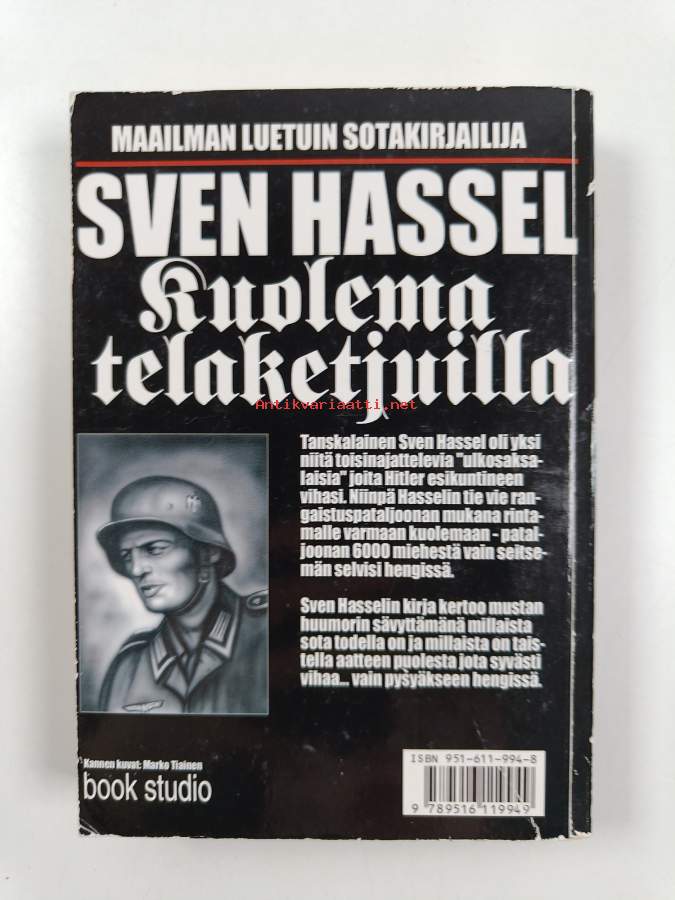 MAAILMAN LUETUIN SOTAKIRJAILIJA
SVEN HASSEL
Kuolema
telaketjuilla
Antikvariaatti.net
Tanskalainen Sven Hassel oli yksi
niitä toisinajattelevia "ulkosaksa-
laisia" joita Hitler esikuntineen
vihasi. Niinpä Hasselin tie vie ran-
gaistuspataljoonan mukana rinta-
malle varmaan kuolemaan - patal-
joonan 6000 miehestä vain seitse-
män selvisi hengissä.
Sven Hasselin kirja kertoo mustan
huumorin sävyttämänä millaista
sota todella on ja millaista on tais-
tella aatteen puolesta jota syvästi
vihaa... vain pysyäkseen hengissä.
Kannen kuvat: Marko Tiainen
book studio
ISBN 951-611-994-8
9 789516 119949